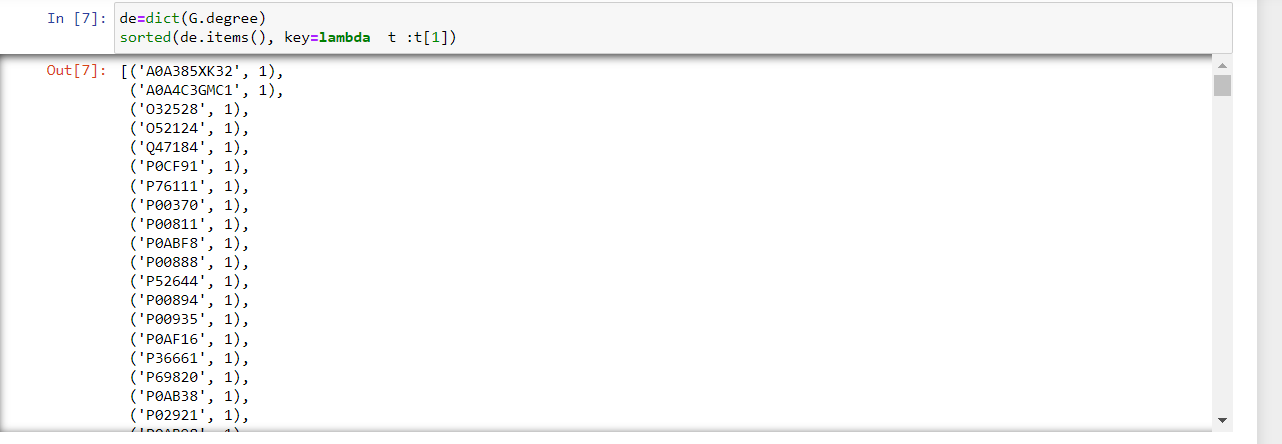 In [7]: de=dict(G.degree)
sorted(de.items(), key=lambda  t :t[1])
Out[7]: [('A0A385XK32', 1),
('A0A4C3GMC1', 1),
('O32528', 1),
('O52124', 1),
('Q47184', 1),
('P0CF91', 1),
('P76111', 1),
('P00370', 1),
('P00811', 1),
('P0ABF8', 1),
('P00888', 1),
('P52644', 1),
('P00894', 1),
('P00935', 1),
('P0AF16', 1),
('P36661', 1),
('P69820', 1),
('P0AB38', 1),
('P02921', 1),